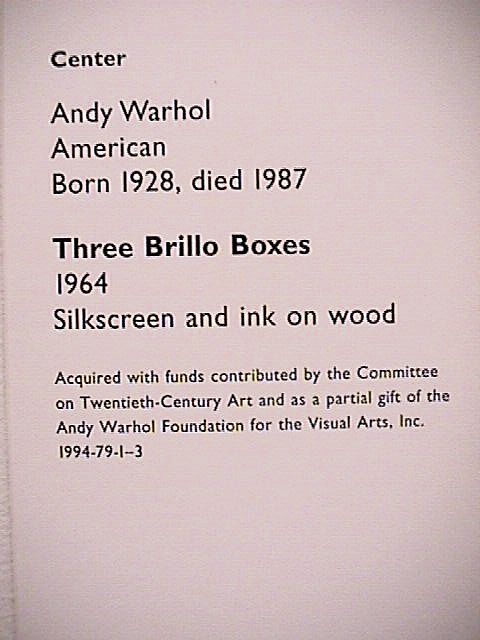 Center
Andy Warhol
American
Born 1928, died 1987
Three Brillo Boxes
1964
Silkscreen and ink on wood
Acquired with funds contributed by the Committee
on Twentieth-Century Art and as a partial gift of the
Andy Warhol Foundation for the Visual Arts, Inc.
1994-79-1–3